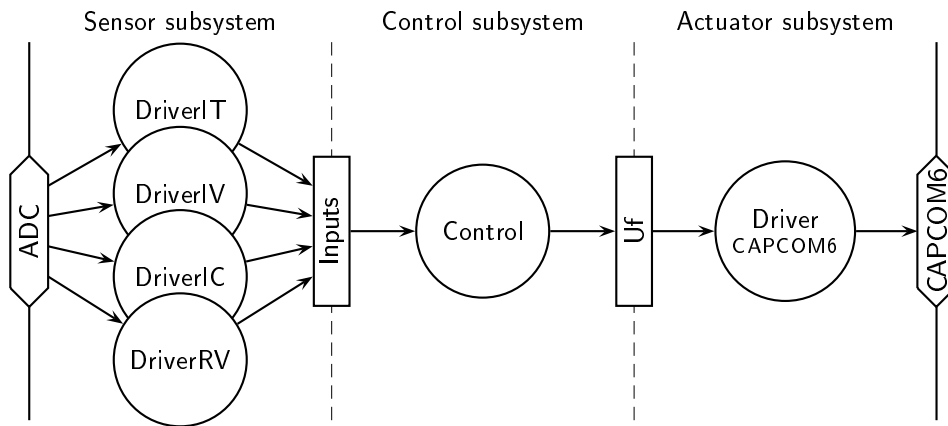 Sensor subsystem
Control subsystem
Actuator subsystem
DriverIT
DriverIV
DriverIC
DriverRV
ADC
Inputs
Control
Uf
Driver
CAPCOM6
CAPCOM6